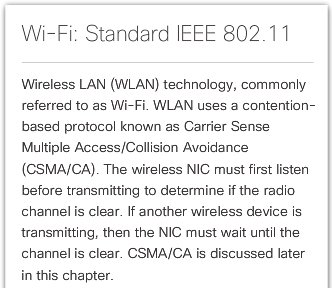 Wi-Fi: Standard IEEE 802.11
Wireless LAN (WLAN) technology, commonly
referred to as Wi-Fi. WLAN uses a contention-
based protocol known as Carrier Sense
Multiple Access/Collision Avoidance
(CSMA/CA). The wireless NIC must first listen
before transmitting to determine if the radio
channel is clear. If another wireless device is
transmitting, then the NIC must wait until the
channel is clear. CSMA/CA is discussed later
in this chapter.